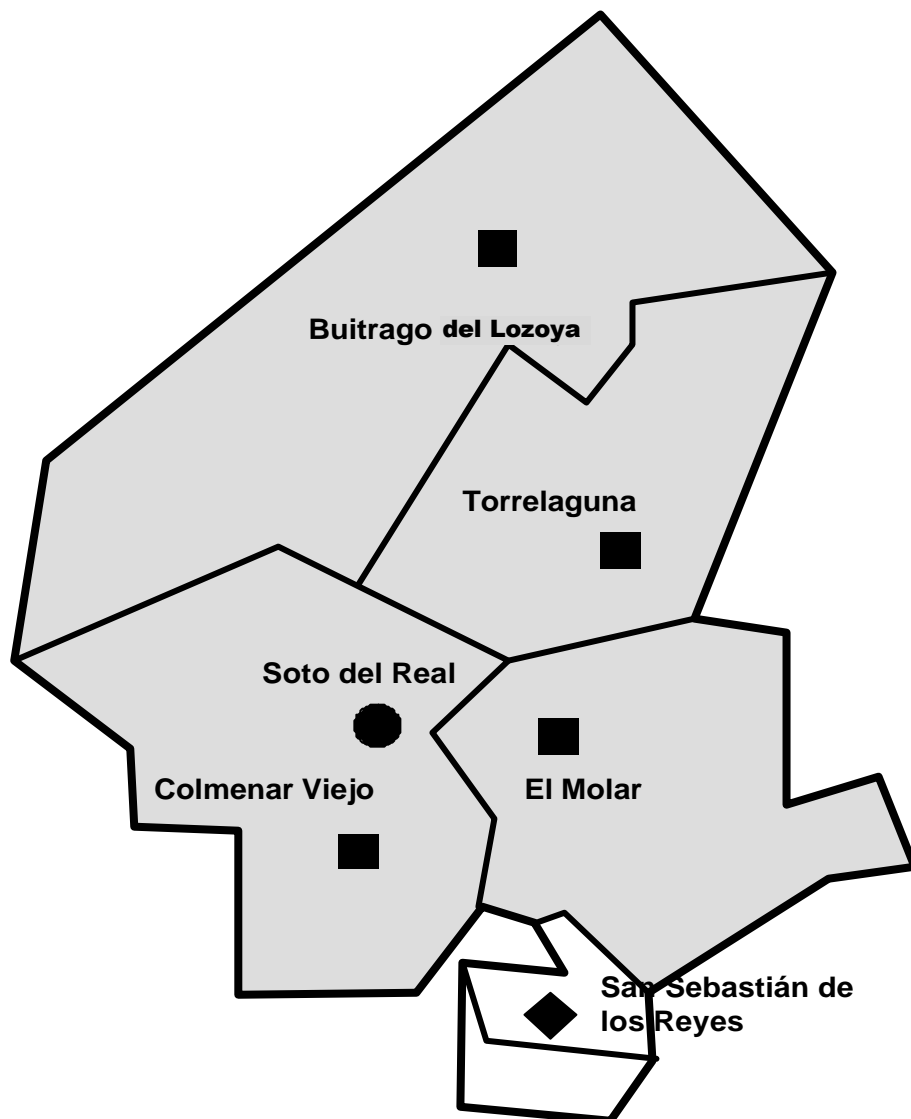 Buitrago del Lozoya
Torrelaguna
Soto del Real
Colmenar Viejo
El Molar
San Sebastián de
los Reyes